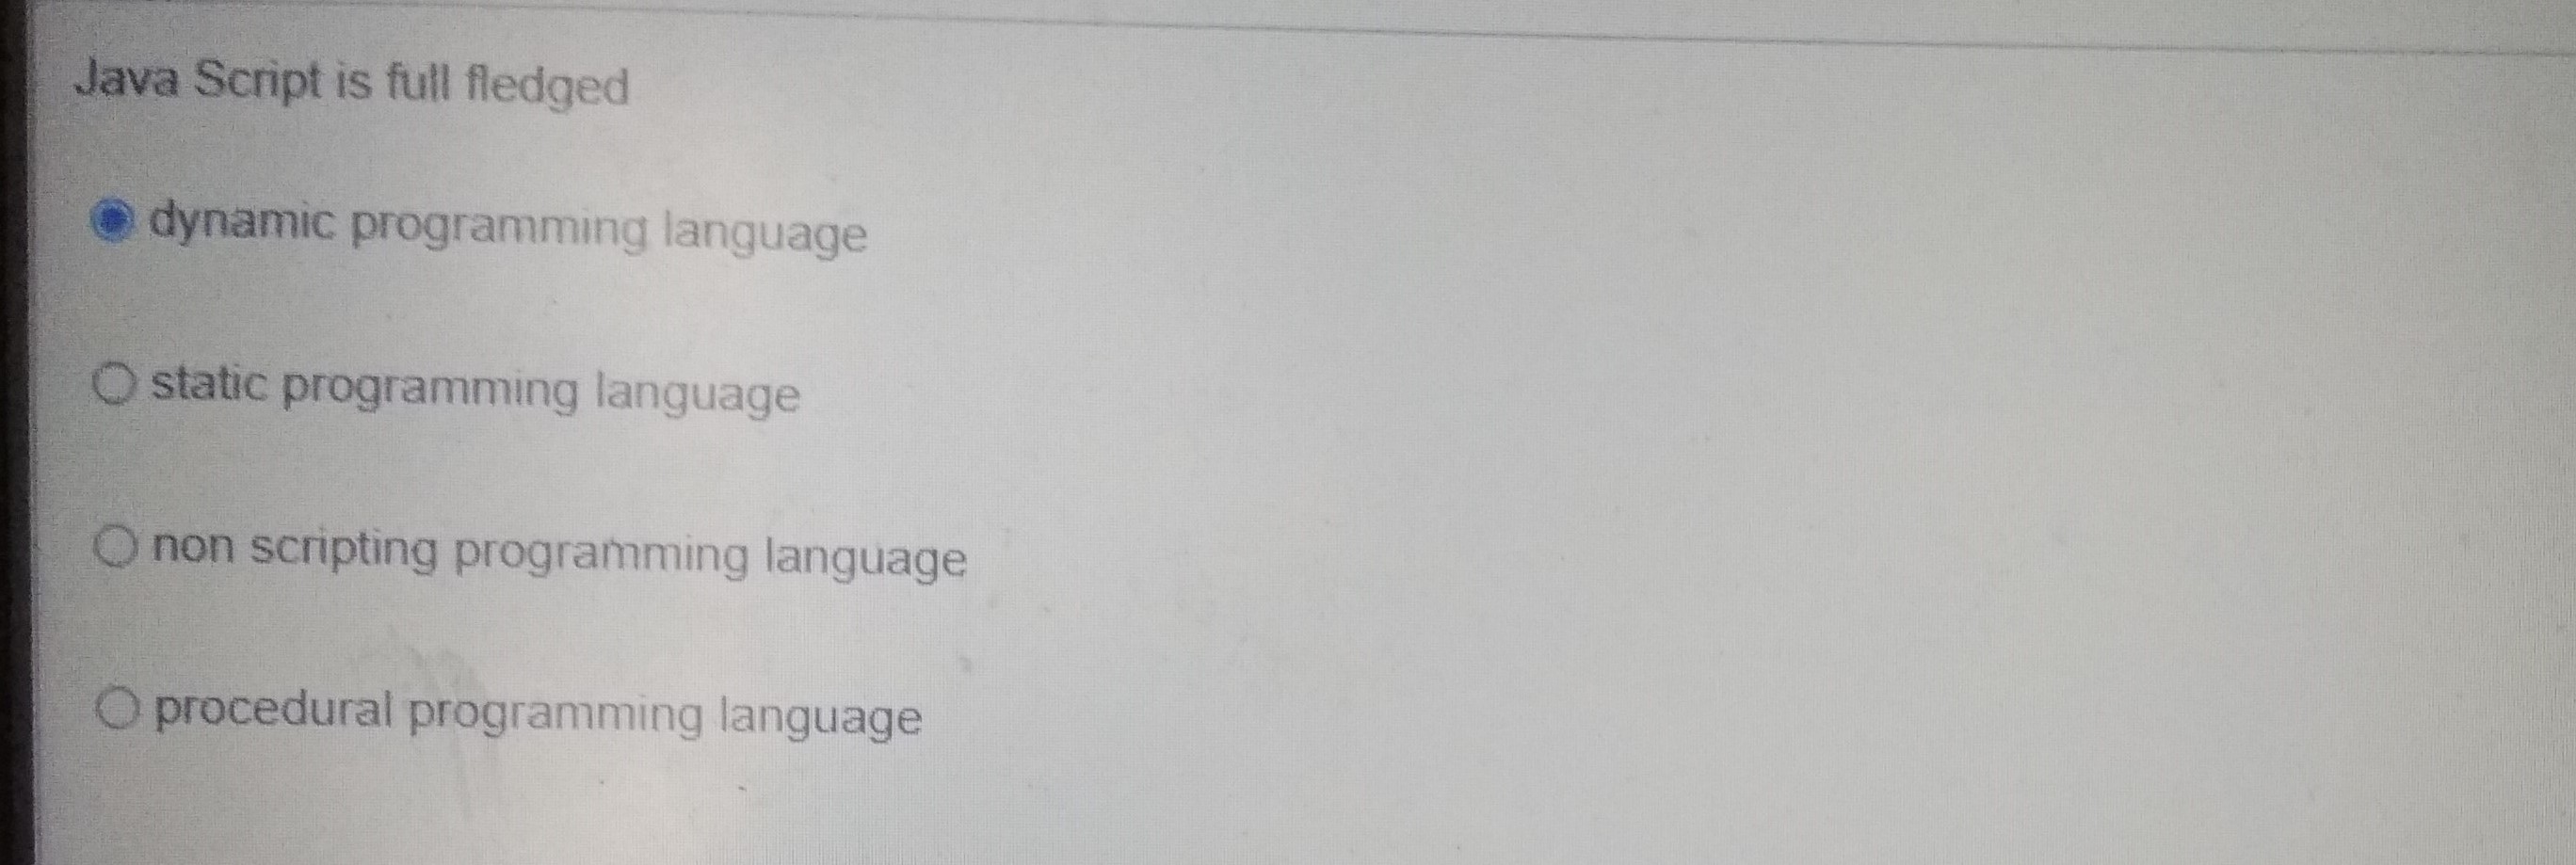 Java Script is full fledged
dynamic programming language
static programming language
non scripting programming language
procedural programming language